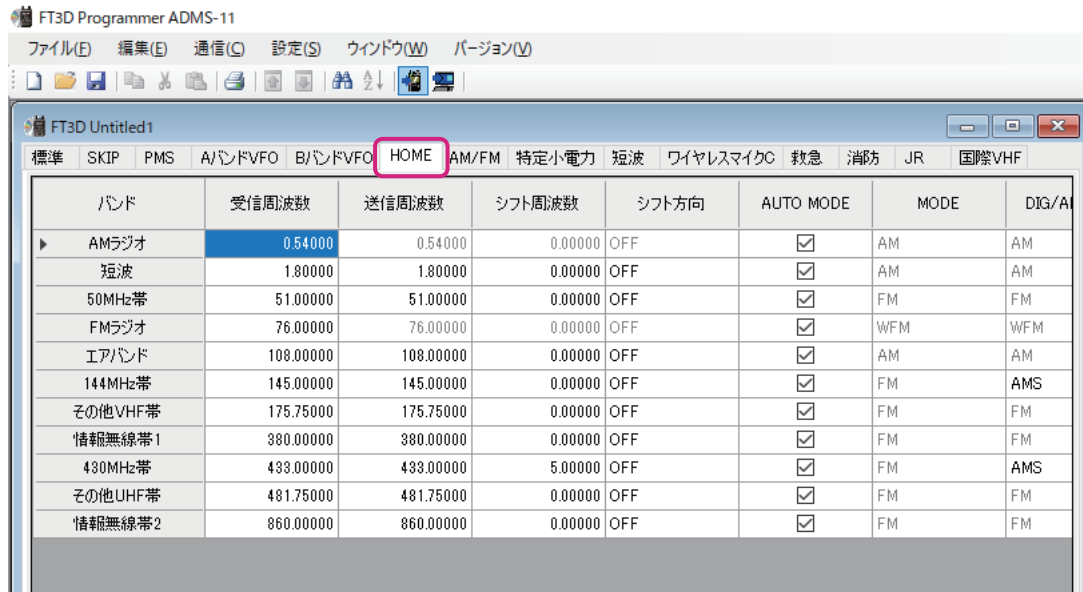 FT3D Programmer ADMS-11
ファイル(F) 編集(E) 通信(C) 設定(S) ウィンドウ(W) バージョン(V)
FT3D Untitled1
標準 SKIP PMS AバンドVFO BバンドVFO HOME AM/FM 特定小電力 短波 ワイヤレスマイクC 救急 消防 JR 国際VHF
バンド 受信周波数 送信周波数 シフト周波数 シフト方向 AUTO MODE MODE DIG/A
AMラジオ 0.54000 0.54000 0.00000 OFF AM AM
短波 1.80000 1.80000 0.00000 OFF AM AM
50MHz帯 51.00000 51.00000 0.00000 OFF FM FM
FMラジオ 76.00000 76.00000 0.00000 OFF WFM WFM
エアバンド 108.00000 108.00000 0.00000 OFF AM AM
144MHz帯 145.00000 145.00000 0.00000 OFF FM AMS
その他VHF帯 175.75000 175.75000 0.00000 OFF FM FM
情報無線帯1 380.00000 380.00000 0.00000 OFF FM FM
430MHz帯 433.00000 433.00000 5.00000 OFF FM AMS
その他UHF帯 481.75000 481.75000 0.00000 OFF FM FM
情報無線帯2 860.00000 860.00000 0.00000 OFF FM FM